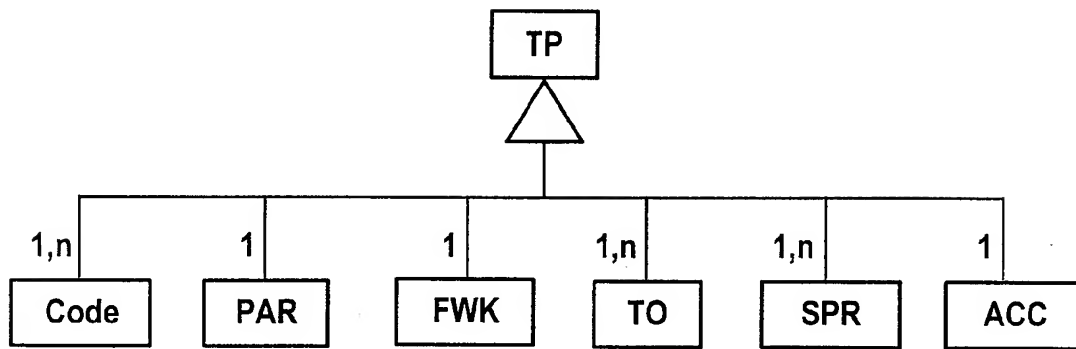 TP
1,n 1 1 1,n 1,n 1
Code PAR FWK TO SPR ACC